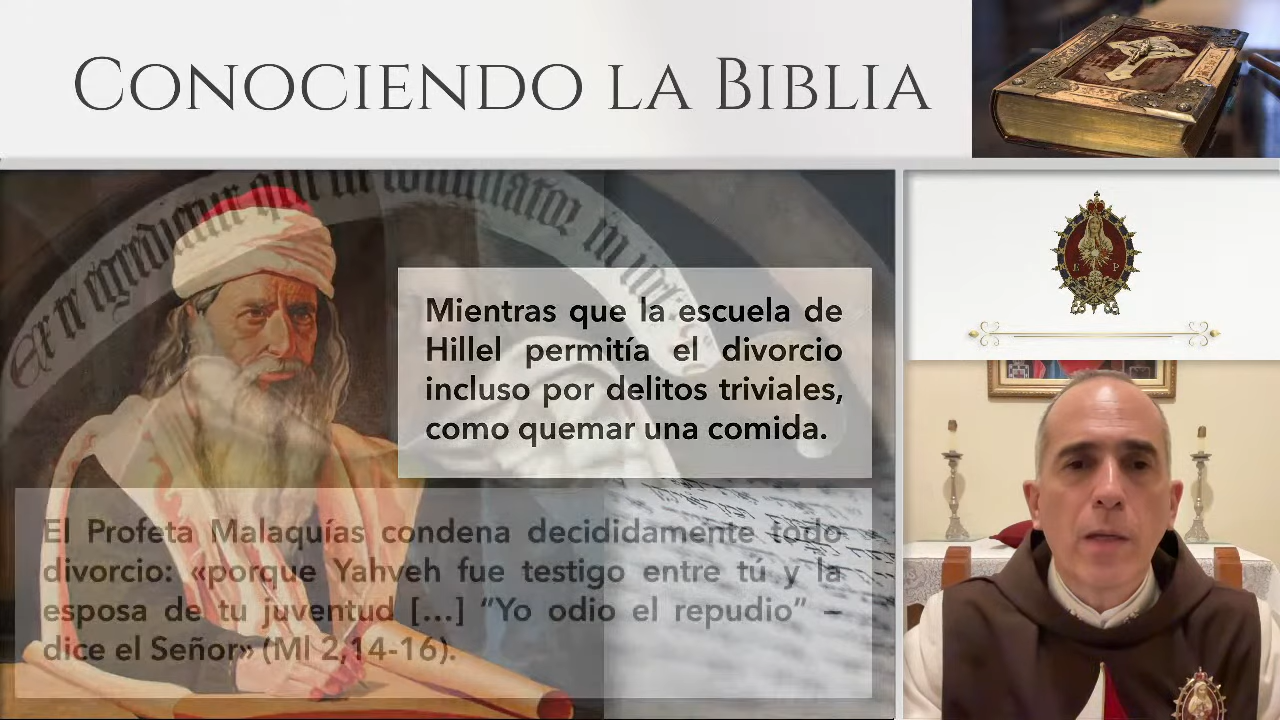 CONOCIENDO LA BIBLIA
Mientras que la escuela de
Hillel permitía el divorcio
incluso por delitos triviales,
como quemar una comida.
El Profeta Malaquías condena decididamente todo
divorcio: «porque Yahveh fue testigo entre tú y la
esposa de tu juventud […] “Yo odio el repudio” –
dice el Señor» (Ml 2,14-16).
E P